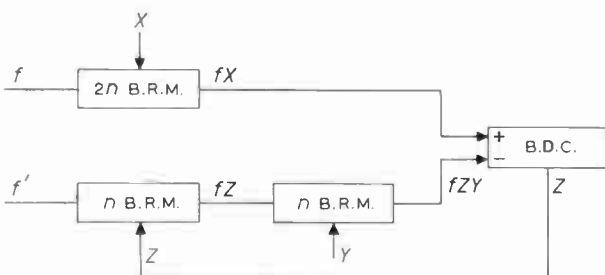 X
f
2n B.R.M.
fX
+
B.D.C.
−
f'
n B.R.M.
fZ
n B.R.M.
fZY
Z
Z
Y